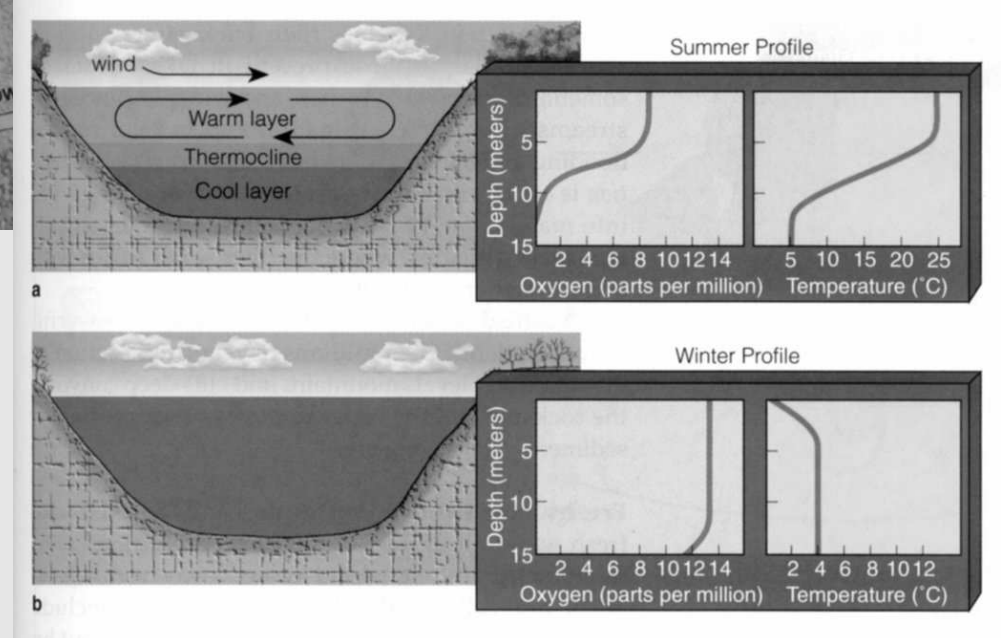 wind
Warm layer
Thermocline
Cool layer
a
Summer Profile
Depth (meters)
5
10
15
2 4 6 8 10 12 14
Oxygen (parts per million)
5 10 15 20 25
Temperature (°C)
b
Winter Profile
Depth (meters)
5
10
15
2 4 6 8 10 12 14
Oxygen (parts per million)
2 4 6 8 10 12
Temperature (°C)